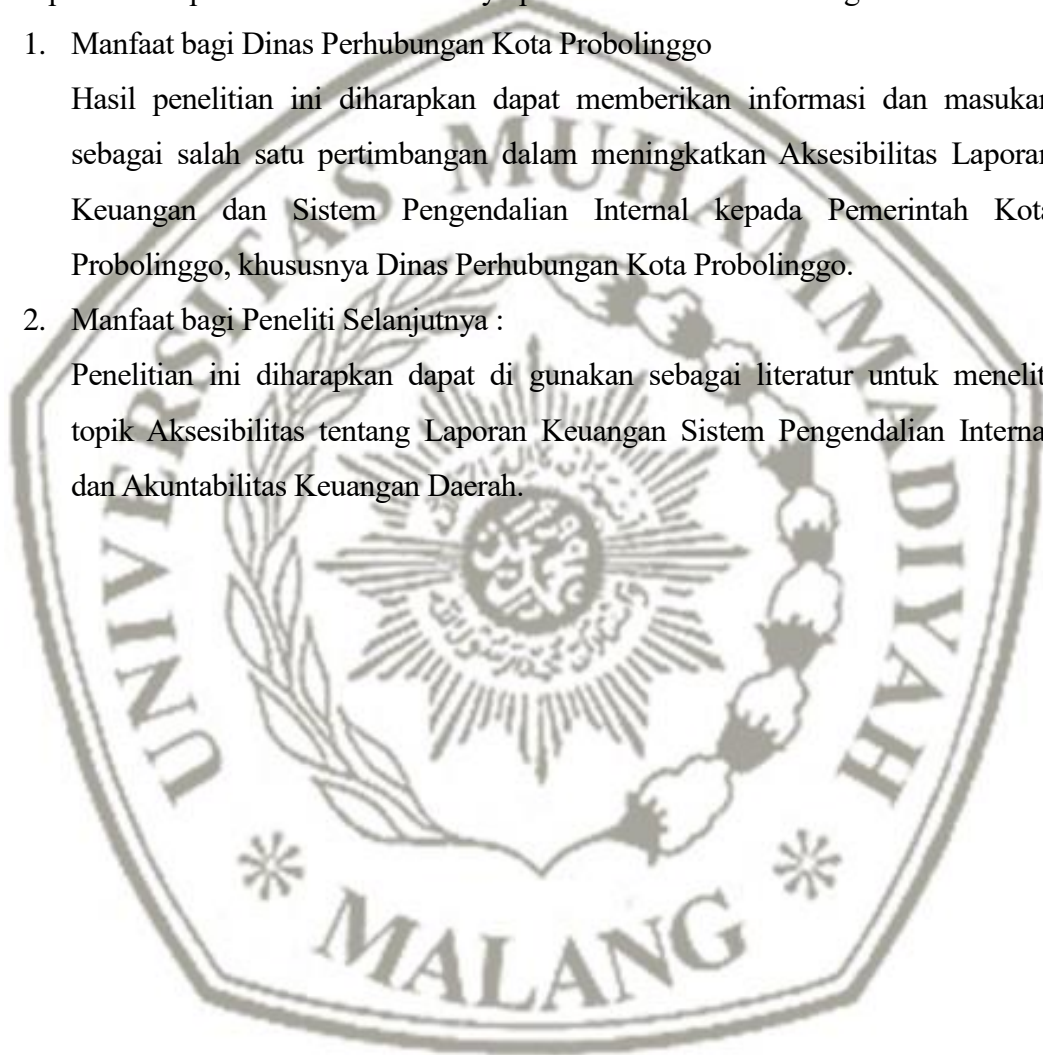 1. Manfaat bagi Dinas Perhubungan Kota Probolinggo
Hasil penelitian ini diharapkan dapat memberikan informasi dan masukan
sebagai salah satu pertimbangan dalam meningkatkan Aksesibilitas Laporan
Keuangan dan Sistem Pengendalian Internal kepada Pemerintah Kota
Probolinggo, khususnya Dinas Perhubungan Kota Probolinggo.
2. Manfaat bagi Peneliti Selanjutnya :
Penelitian ini diharapkan dapat di gunakan sebagai literatur untuk meneliti
topik Aksesibilitas tentang Laporan Keuangan Sistem Pengendalian Internal
dan Akuntabilitas Keuangan Daerah.
UNIVERSITAS MUHAMMADIYAH
MALANG